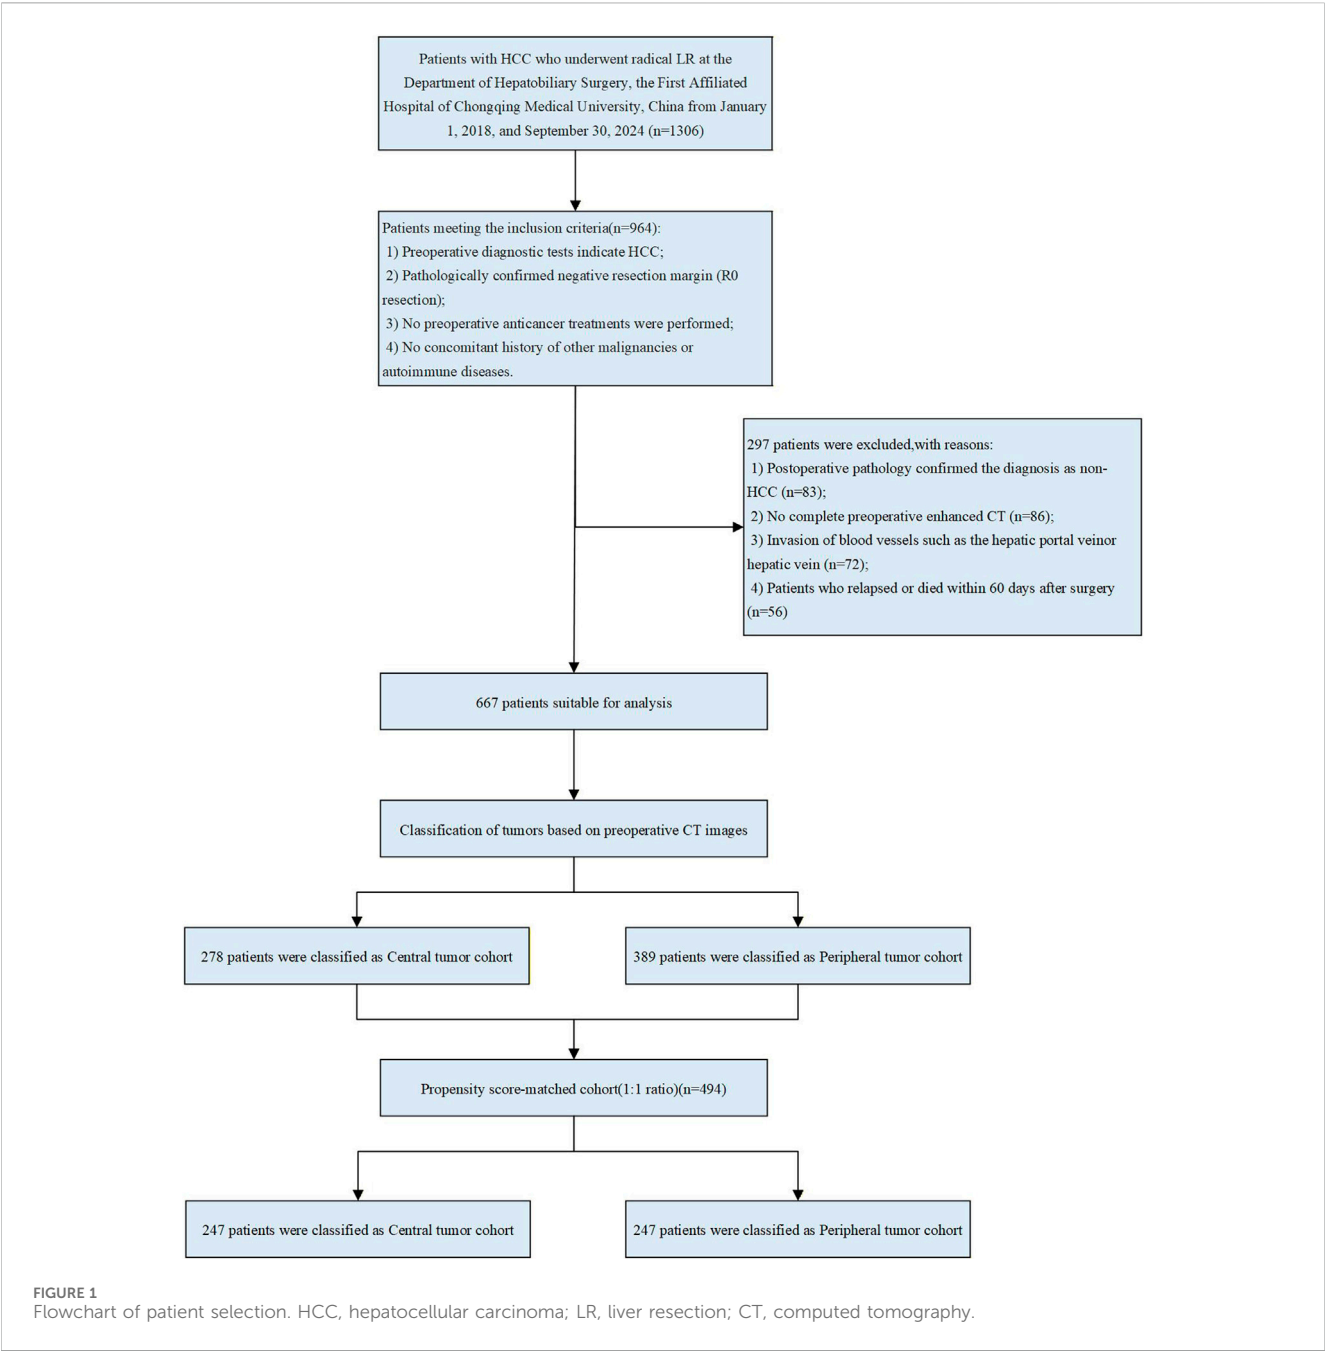 Patients with HCC who underwent radical LR at the
Department of Hepatobiliary Surgery, the First Affiliated
Hospital of Chongqing Medical University, China from January
1, 2018, and September 30, 2024 (n=1306)
Patients meeting the inclusion criteria(n=964):
1) Preoperative diagnostic tests indicate HCC;
2) Pathologically confirmed negative resection margin (R0
resection);
3) No preoperative anticancer treatments were performed;
4) No concomitant history of other malignancies or
autoimmune diseases.
297 patients were excluded,with reasons:
1) Postoperative pathology confirmed the diagnosis as non-
HCC (n=83);
2) No complete preoperative enhanced CT (n=86);
3) Invasion of blood vessels such as the hepatic portal veinor
hepatic vein (n=72);
4) Patients who relapsed or died within 60 days after surgery
(n=56)
667 patients suitable for analysis
Classification of tumors based on preoperative CT images
278 patients were classified as Central tumor cohort
389 patients were classified as Peripheral tumor cohort
Propensity score-matched cohort(1:1 ratio)(n=494)
247 patients were classified as Central tumor cohort
247 patients were classified as Peripheral tumor cohort
FIGURE 1
Flowchart of patient selection. HCC, hepatocellular carcinoma; LR, liver resection; CT, computed tomography.